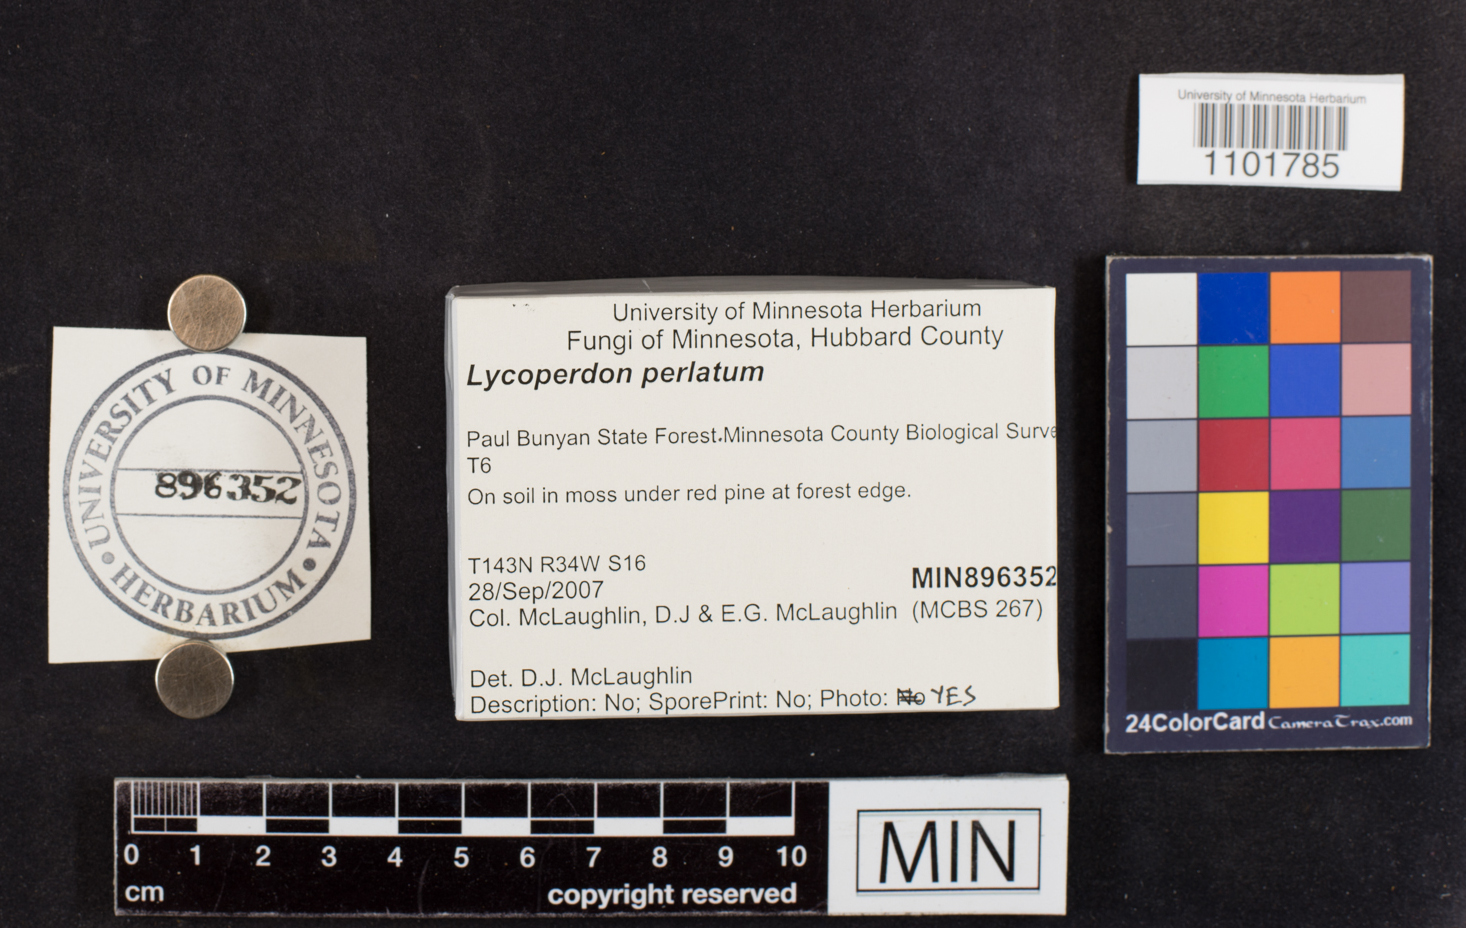 University of Minnesota Herbarium
1101785
UNIVERSITY OF MINNESOTA
HERBARIUM
896352
University of Minnesota Herbarium
Fungi of Minnesota, Hubbard County
Lycoperdon perlatum
Paul Bunyan State Forest.Minnesota County Biological Surve
T6
On soil in moss under red pine at forest edge.
T143N R34W S16
28/Sep/2007
MIN896352
Col. McLaughlin, D.J & E.G. McLaughlin (MCBS 267)
Det. D.J. McLaughlin
Description: No; SporePrint: No; Photo: No YES
24ColorCard CameraTrax.com
0 1 2 3 4 5 6 7 8 9 10
cm copyright reserved
MIN